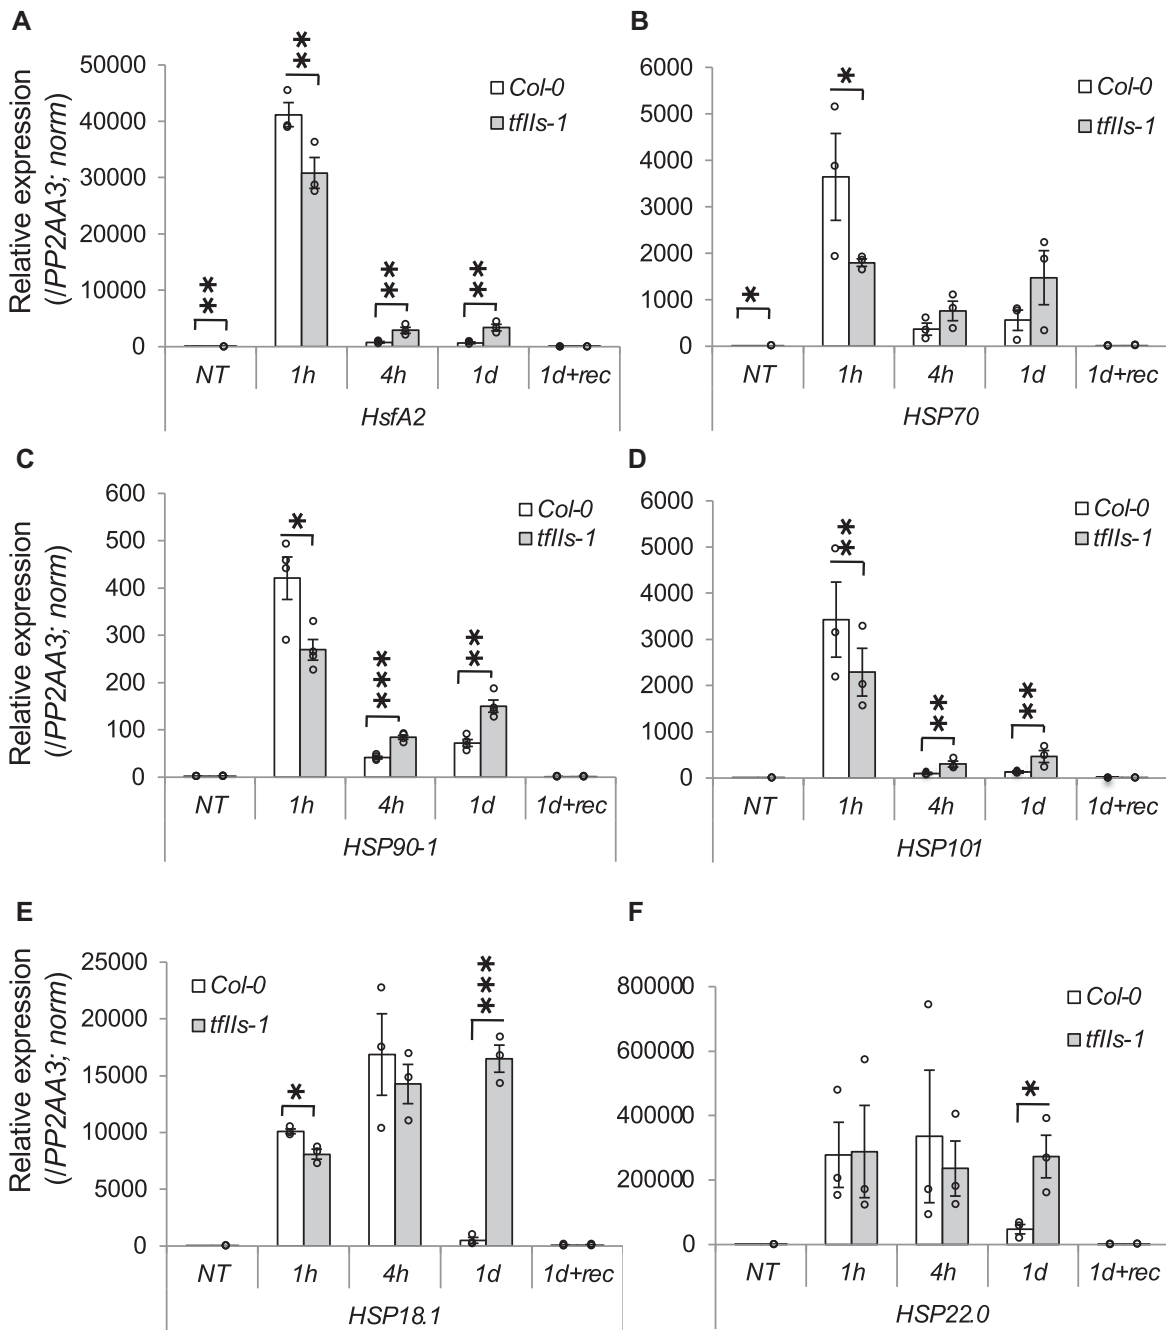 A
Relative expression
(/PP2AA3; norm)
50000
40000
30000
20000
10000
0
Col-0
tfIIs-1
**
**
**
**
NT 1h 4h 1d 1d+rec
HsfA2
B
6000
5000
4000
3000
2000
1000
0
Col-0
tfIIs-1
*
*
NT 1h 4h 1d 1d+rec
HSP70
C
Relative expression
(/PP2AA3; norm)
600
500
400
300
200
100
0
Col-0
tfIIs-1
*
***
**
NT 1h 4h 1d 1d+rec
HSP90-1
D
6000
5000
4000
3000
2000
1000
0
Col-0
tfIIs-1
**
**
**
NT 1h 4h 1d 1d+rec
HSP101
E
Relative expression
(/PP2AA3; norm)
25000
20000
15000
10000
5000
0
Col-0
tfIIs-1
*
***
NT 1h 4h 1d 1d+rec
HSP18.1
F
800000
600000
400000
200000
0
Col-0
tfIIs-1
*
NT 1h 4h 1d 1d+rec
HSP22.0